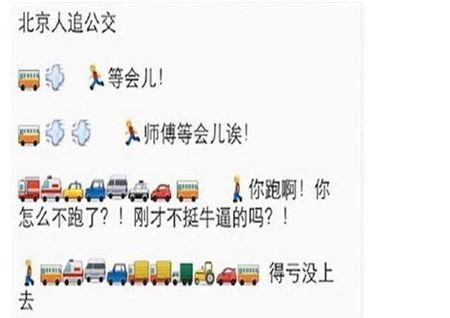 北京人追公交
等会儿!
师傅等会儿诶!
你跑啊! 你
怎么不跑了?! 刚才不挺牛逼的吗?!
得亏没上
去